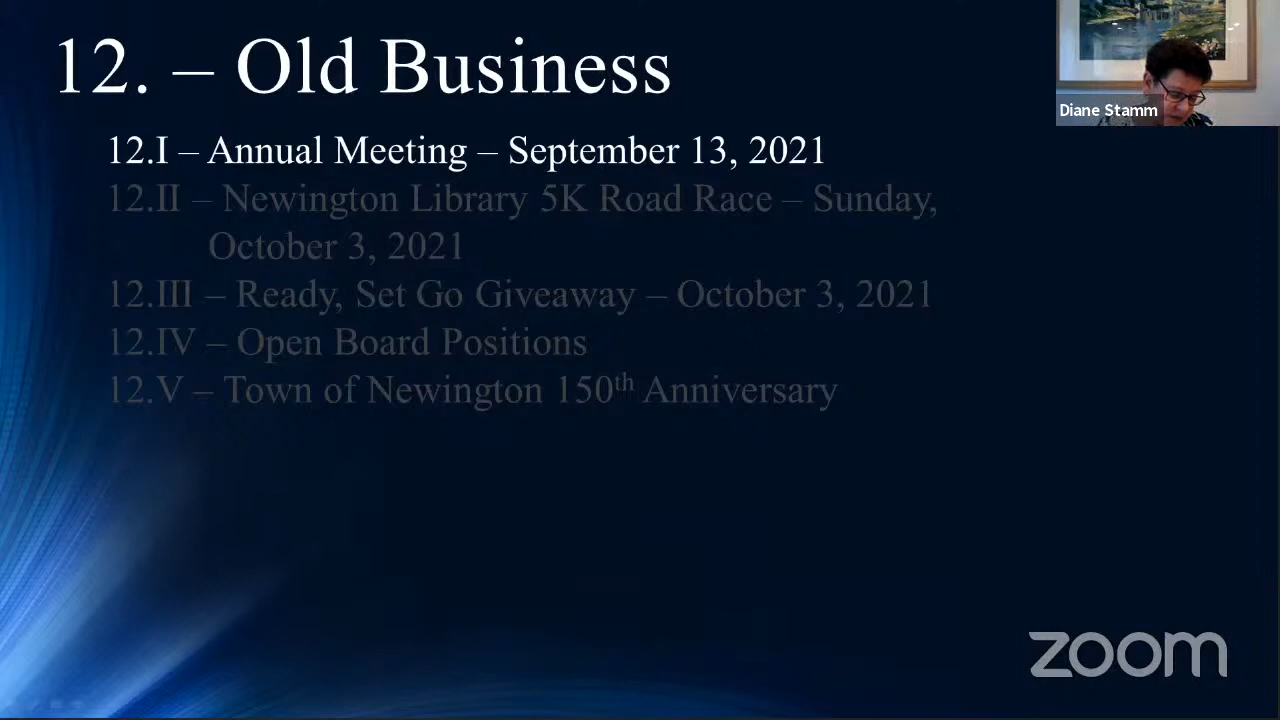 12. – Old Business
Diane Stamm
12.I – Annual Meeting – September 13, 2021
12.II – Newington Library 5K Road Race – Sunday,
October 3, 2021
12.III – Ready, Set Go Giveaway – October 3, 2021
12.IV – Open Board Positions
12.V – Town of Newington 150th Anniversary
zoom